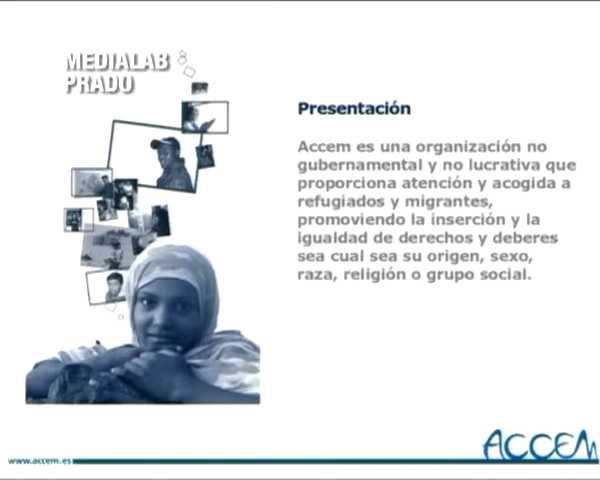 MEDIALAB
PRADO
Presentación
Accem es una organización no
gubernamental y no lucrativa que
proporciona atención y acogida a
refugiados y migrantes,
promoviendo la inserción y la
igualdad de derechos y deberes
sea cual sea su origen, sexo,
raza, religión o grupo social.
www.accem.es
ACCEM